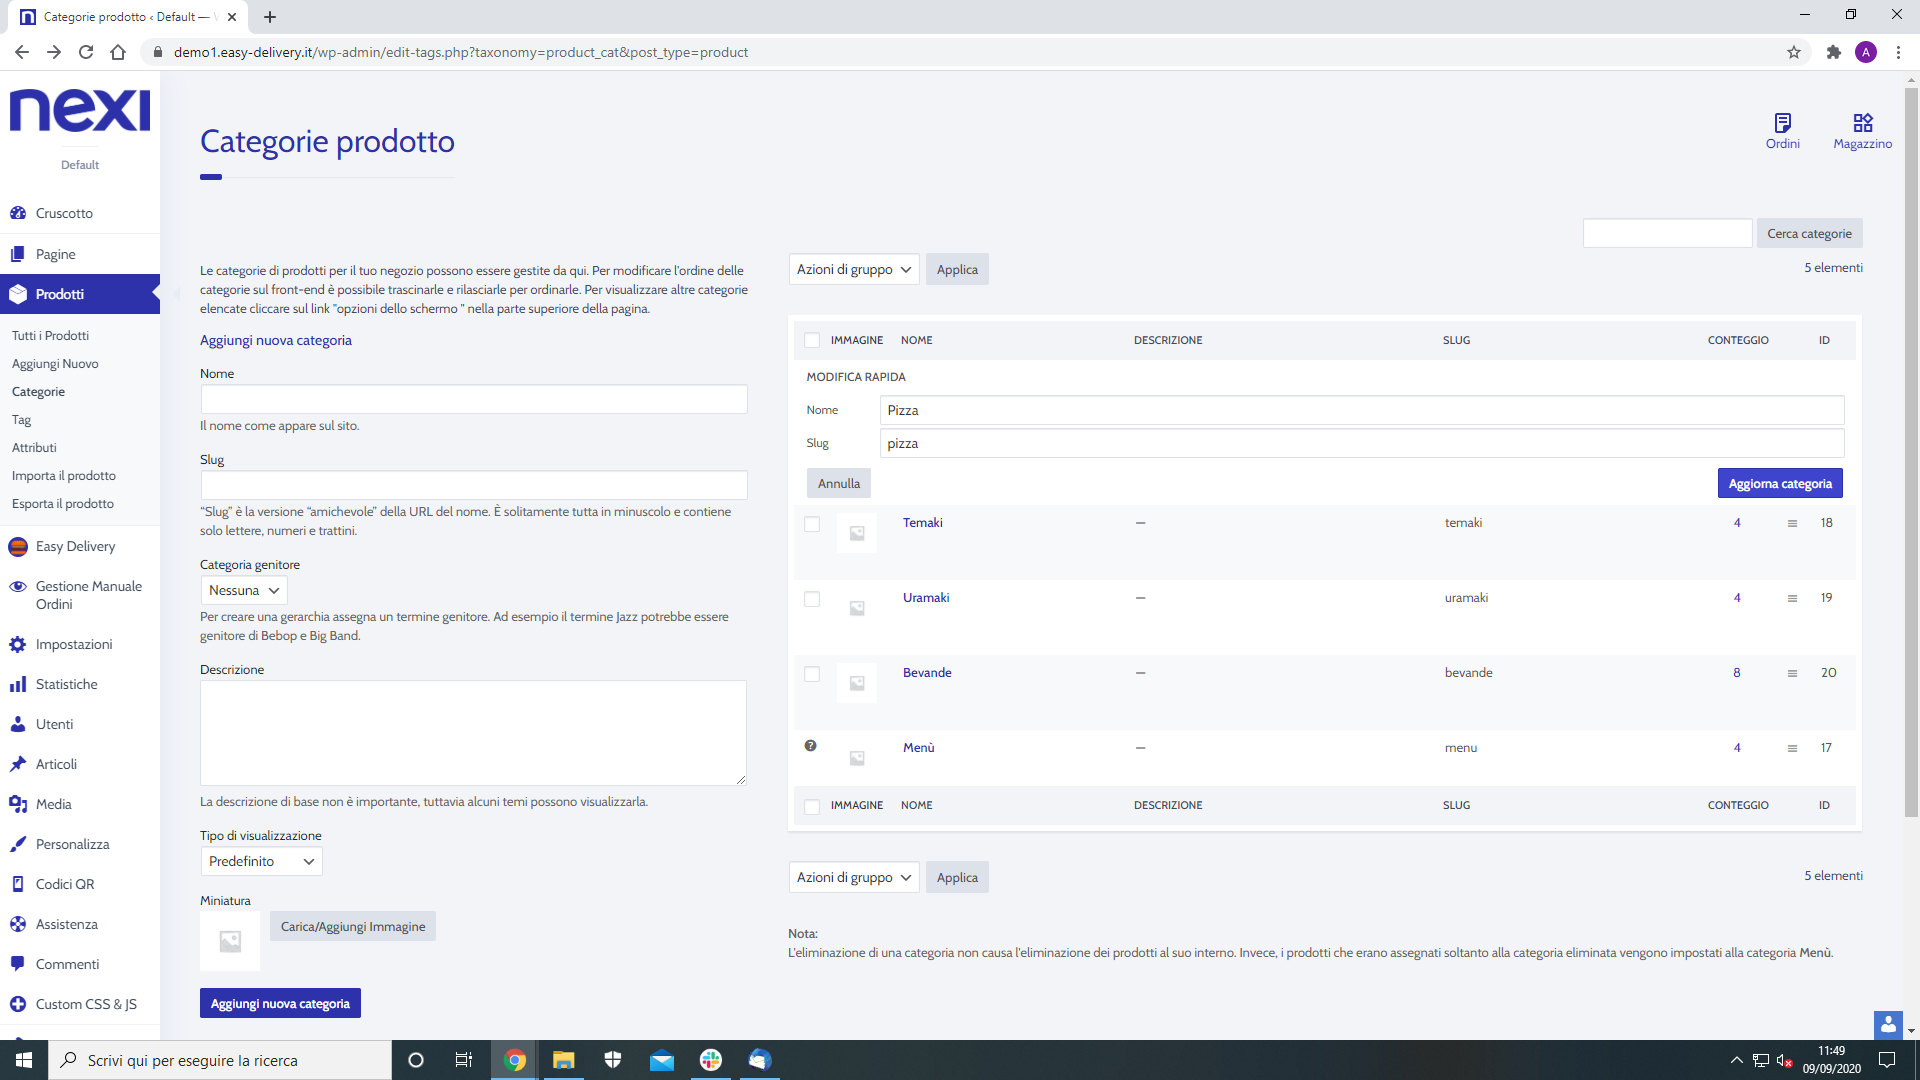 Categorie prodotto ‹ Default —
demo1.easy-delivery.it/wp-admin/edit-tags.php?taxonomy=product_cat&post_type=product
A
nexi
Default
Cruscotto
Pagine
Prodotti
Tutti i Prodotti
Aggiungi Nuovo
Categorie
Tag
Attributi
Importa il prodotto
Esporta il prodotto
Easy Delivery
Gestione Manuale
Ordini
Impostazioni
Statistiche
Utenti
Articoli
Media
Personalizza
Codici QR
Assistenza
Commenti
Custom CSS & JS
Categorie prodotto
Ordini
Magazzino
Cerca categorie
5 elementi
Le categorie di prodotti per il tuo negozio possono essere gestite da qui. Per modificare l'ordine delle
categorie sul front-end è possibile trascinarle e rilasciarle per ordinarle. Per visualizzare altre categorie
elencate cliccare sul link "opzioni dello schermo " nella parte superiore della pagina.
Aggiungi nuova categoria
Nome
Il nome come appare sul sito.
Slug
“Slug” è la versione “amichevole” della URL del nome. È solitamente tutta in minuscolo e contiene
solo lettere, numeri e trattini.
Categoria genitore
Nessuna
Per creare una gerarchia assegna un termine genitore. Ad esempio il termine Jazz potrebbe essere
genitore di Bebop e Big Band.
Descrizione
La descrizione di base non è importante, tuttavia alcuni temi possono visualizzarla.
Tipo di visualizzazione
Predefinito
Miniatura
Carica/Aggiungi Immagine
Aggiungi nuova categoria
Azioni di gruppo Applica
IMMAGINE NOME DESCRIZIONE SLUG CONTEGGIO ID
MODIFICA RAPIDA
Nome Pizza
Slug pizza
Annulla Aggiorna categoria
Temaki — temaki 4 18
Uramaki — uramaki 4 19
Bevande — bevande 8 20
Menù — menu 4 17
IMMAGINE NOME DESCRIZIONE SLUG CONTEGGIO ID
Azioni di gruppo Applica 5 elementi
Nota:
L'eliminazione di una categoria non causa l'eliminazione dei prodotti al suo interno. Invece, i prodotti che erano assegnati soltanto alla categoria eliminata vengono impostati alla categoria Menù.
Scrivi qui per eseguire la ricerca
11:49
09/09/2020